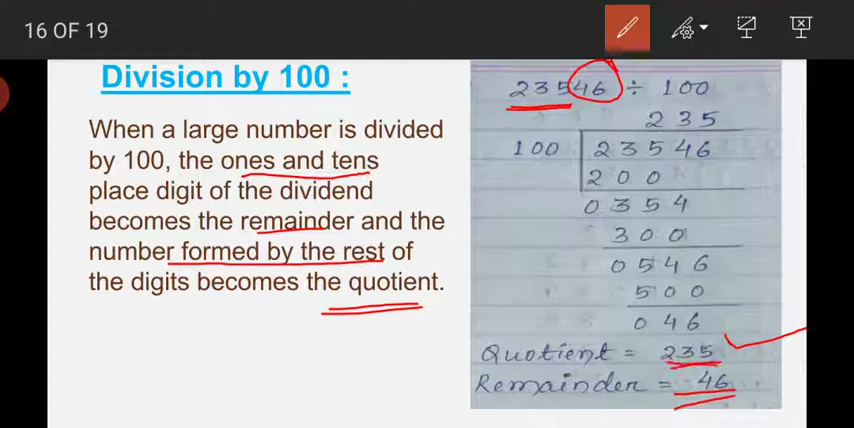 16 OF 19
Division by 100 :
When a large number is divided
by 100, the ones and tens
place digit of the dividend
becomes the remainder and the
number formed by the rest of
the digits becomes the quotient.
23546 ÷ 100
235
100 23546
200
0354
300
0546
500
046
Quotient = 235
Remainder = 46